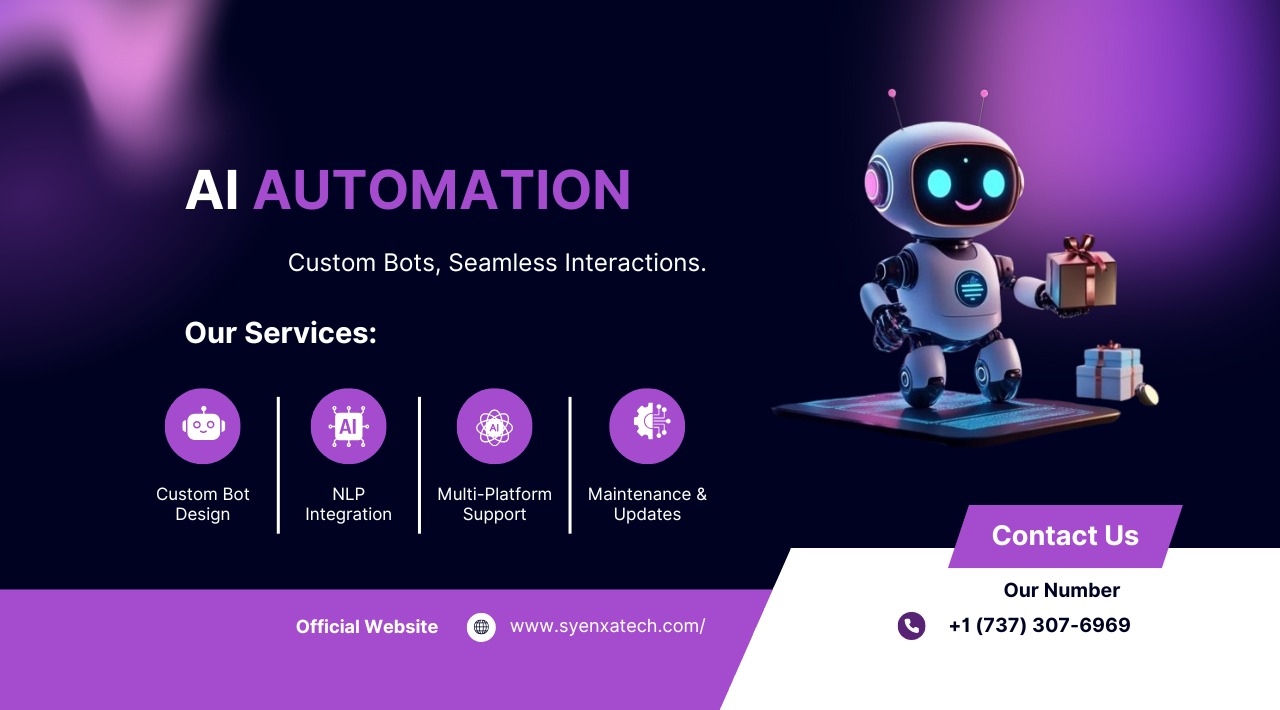 AI AUTOMATION
Custom Bots, Seamless Interactions.
Our Services:
AI
AI
Custom Bot
Design
NLP
Integration
Multi-Platform
Support
Maintenance &
Updates
Contact Us
Our Number
+1 (737) 307-6969
Official Website
www.syenxatech.com/